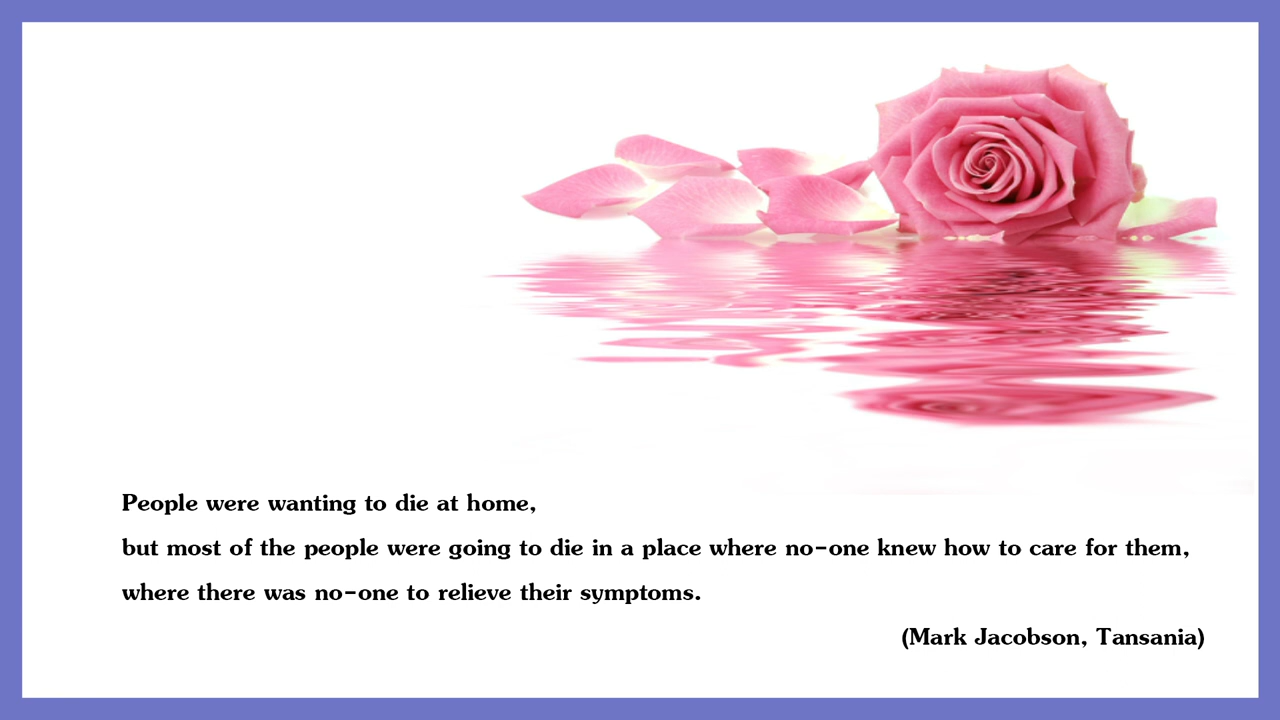 People were wanting to die at home,
but most of the people were going to die in a place where no-one knew how to care for them,
where there was no-one to relieve their symptoms.
(Mark Jacobson, Tansania)